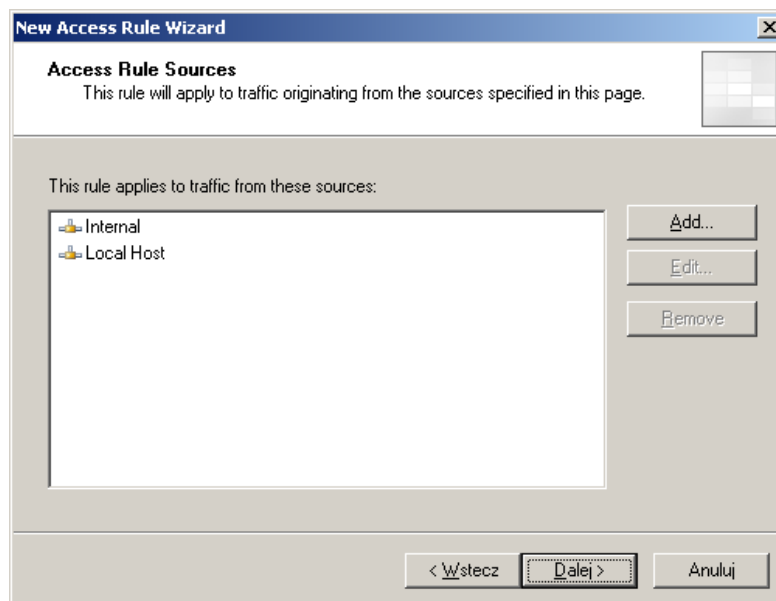 New Access Rule Wizard
Access Rule Sources
This rule will apply to traffic originating from the sources specified in this page.
This rule applies to traffic from these sources:
Internal
Local Host
Add...
Edit...
Remove
< Wstecz
Dalej >
Anuluj